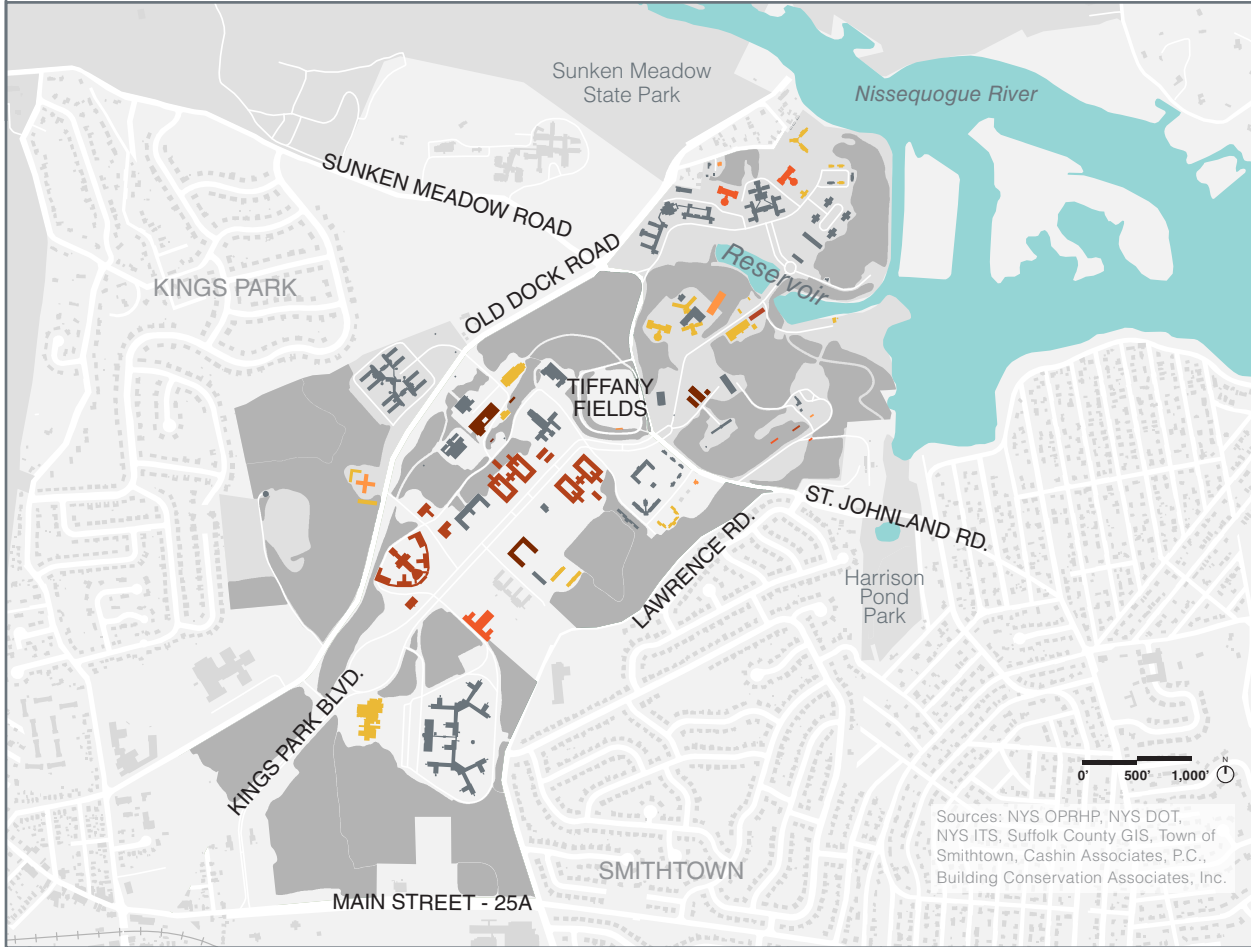 Sunken Meadow
State Park
Nissequogue River
SUNKEN MEADOW ROAD
OLD DOCK ROAD
Reservoir
KINGS PARK
TIFFANY
FIELDS
ST. JOHNLAND RD.
LAWRENCE RD.
Harrison
Pond
Park
KINGS PARK BLVD.
N
0' 500' 1,000'
Sources: NYS OPRHP, NYS DOT,
NYS ITS, Suffolk County GIS, Town of
Smithtown, Cashin Associates, P.C.,
Building Conservation Associates, Inc.
SMITHTOWN
MAIN STREET - 25A